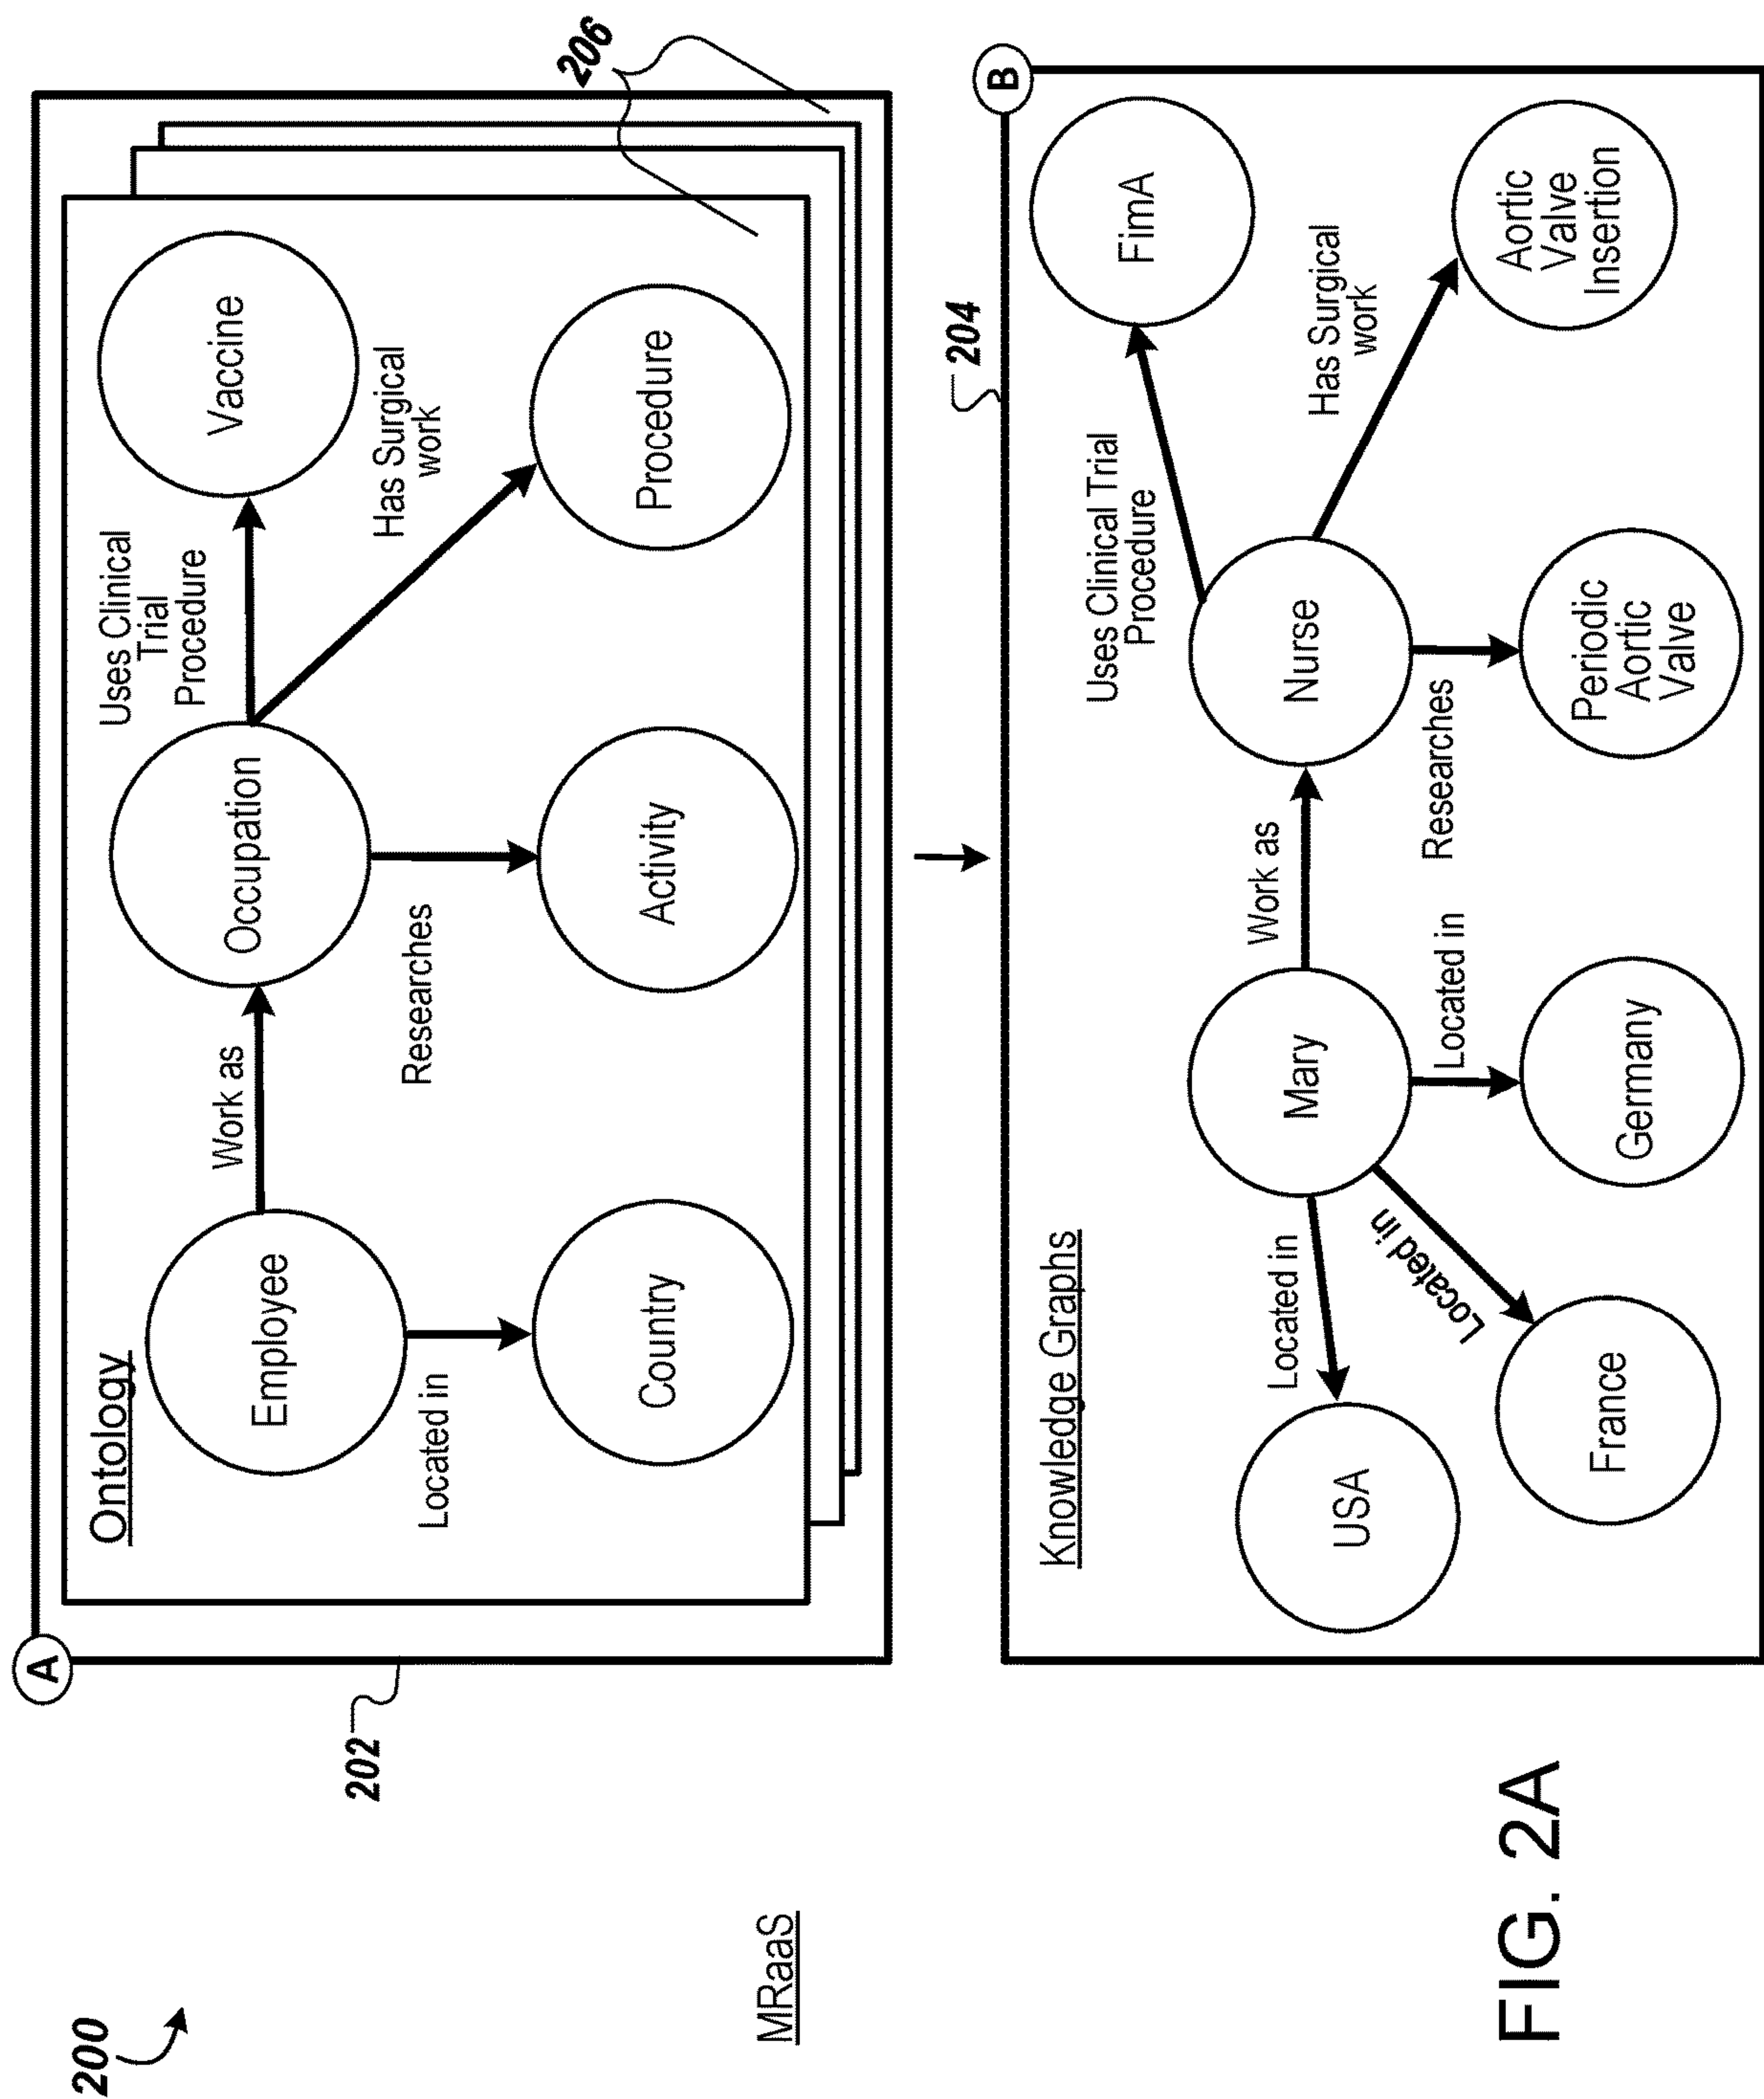 200
MRaaS
FIG. 2A
A
202
206
Ontology
Employee
Work as
Occupation
Uses Clinical
Trial
Procedure
Vaccine
Located in
Country
Researches
Activity
Has Surgical
work
Procedure
B
204
Knowledge Graphs
USA
Located in
France
Located in
Mary
Located in
Germany
Work as
Nurse
Researches
Periodic
Aortic
Valve
Uses Clinical Trial
Procedure
FimA
Has Surgical
work
Aortic
Valve
Insertion